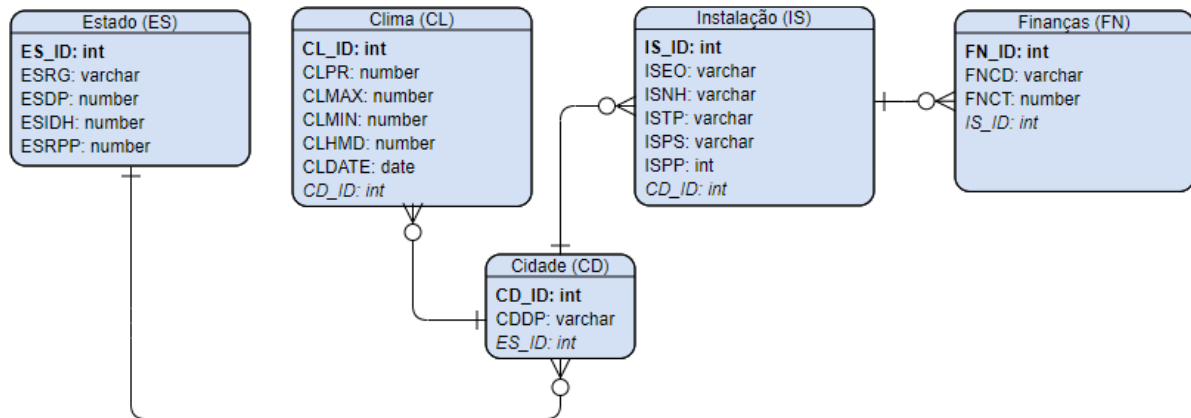 Estado (ES)
ES_ID: int
ESRG: varchar
ESDP: number
ESIDH: number
ESRPP: number
Clima (CL)
CL_ID: int
CLPR: number
CLMAX: number
CLMIN: number
CLHMD: number
CLDATE: date
CD_ID: int
Instalação (IS)
IS_ID: int
ISEO: varchar
ISNH: varchar
ISTP: varchar
ISPS: varchar
ISPP: int
CD_ID: int
Finanças (FN)
FN_ID: int
FNCD: varchar
FNCT: number
IS_ID: int
Cidade (CD)
CD_ID: int
CDDP: varchar
ES_ID: int